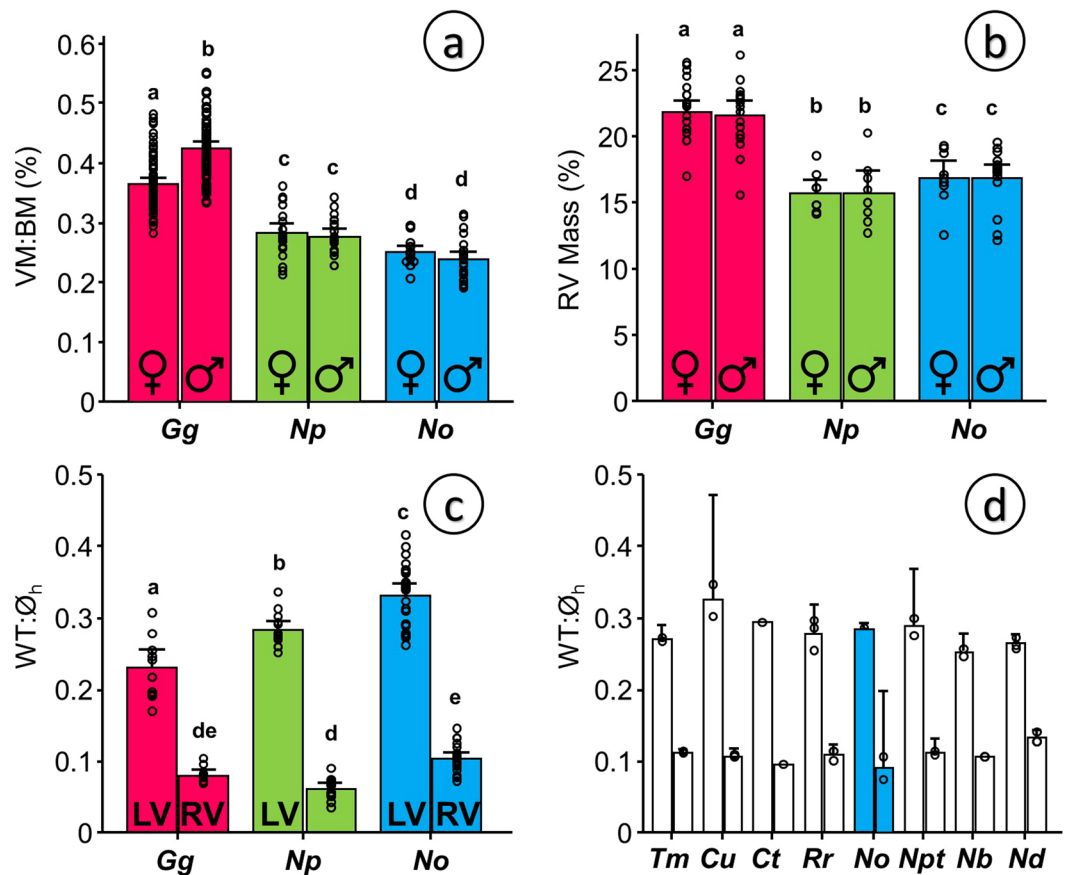 a
VM:BM (%)
0.6
0.5
0.4
0.3
0.2
0.1
0
a
b
c
c
d
d
♀ ♂ ♀ ♂ ♀ ♂
Gg Np No
b
RV Mass (%)
25
20
15
10
5
0
a a
b b
c c
♀ ♂ ♀ ♂ ♀ ♂
Gg Np No
c
WT:Øh
0.5
0.4
0.3
0.2
0.1
0
a
de
b
d
c
e
LV RV LV LV RV
Gg Np No
d
WT:Øh
0.5
0.4
0.3
0.2
0.1
0
Tm Cu Ct Rr No Npt Nb Nd